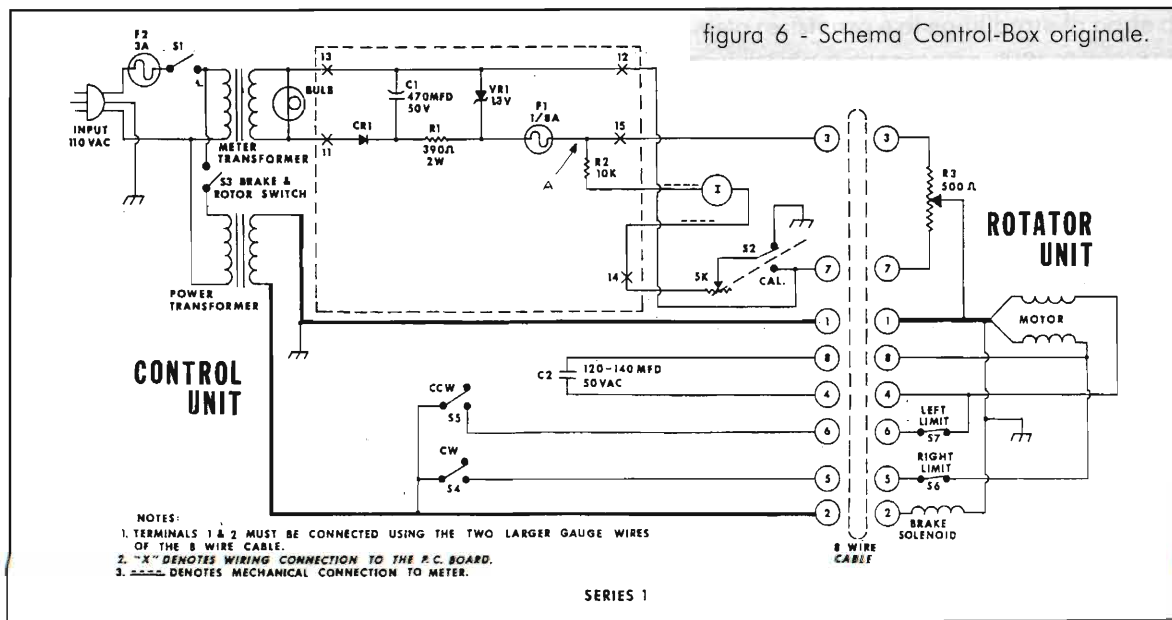 figura 6 - Schema Control-Box originale.
F2
3A
S1
INPUT
110 VAC
METER
TRANSFORMER
S3 BRAKE &
ROTOR SWITCH
POWER
TRANSFORMER
BULB
13
11
CR1
C1
470MFD
50V
R1
390Ω
2W
VR1
13V
F1
1/8A
12
15
A
R2
10K
I
14
5K
S2
CAL.
3
7
1
8
4
6
5
2
3
7
1
8
4
6
5
2
R3
500 Ω
ROTATOR
UNIT
MOTOR
CONTROL
UNIT
C2
120-140 MFD
50VAC
CCW
S5
CW
S4
LEFT
LIMIT
S7
RIGHT
LIMIT
S6
BRAKE
SOLENOID
8 WIRE
CABLE
NOTES:
1. TERMINALS 1 & 2 MUST BE CONNECTED USING THE TWO LARGER GAUGE WIRES
OF THE 8 WIRE CABLE.
2. "X" DENOTES WIRING CONNECTION TO THE P.C. BOARD.
3. ---- DENOTES MECHANICAL CONNECTION TO METER.
SERIES 1